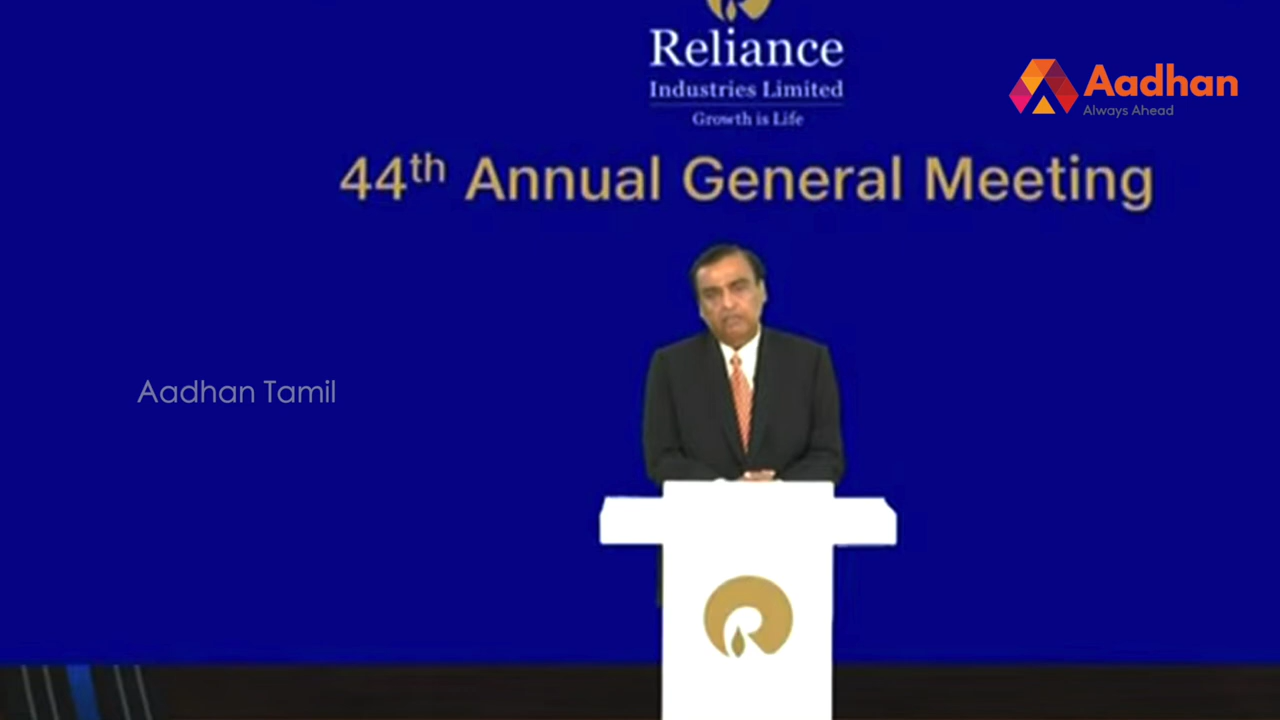 Reliance
Industries Limited
Growth is Life
Aadhan
Always Ahead
44th Annual General Meeting
Aadhan Tamil